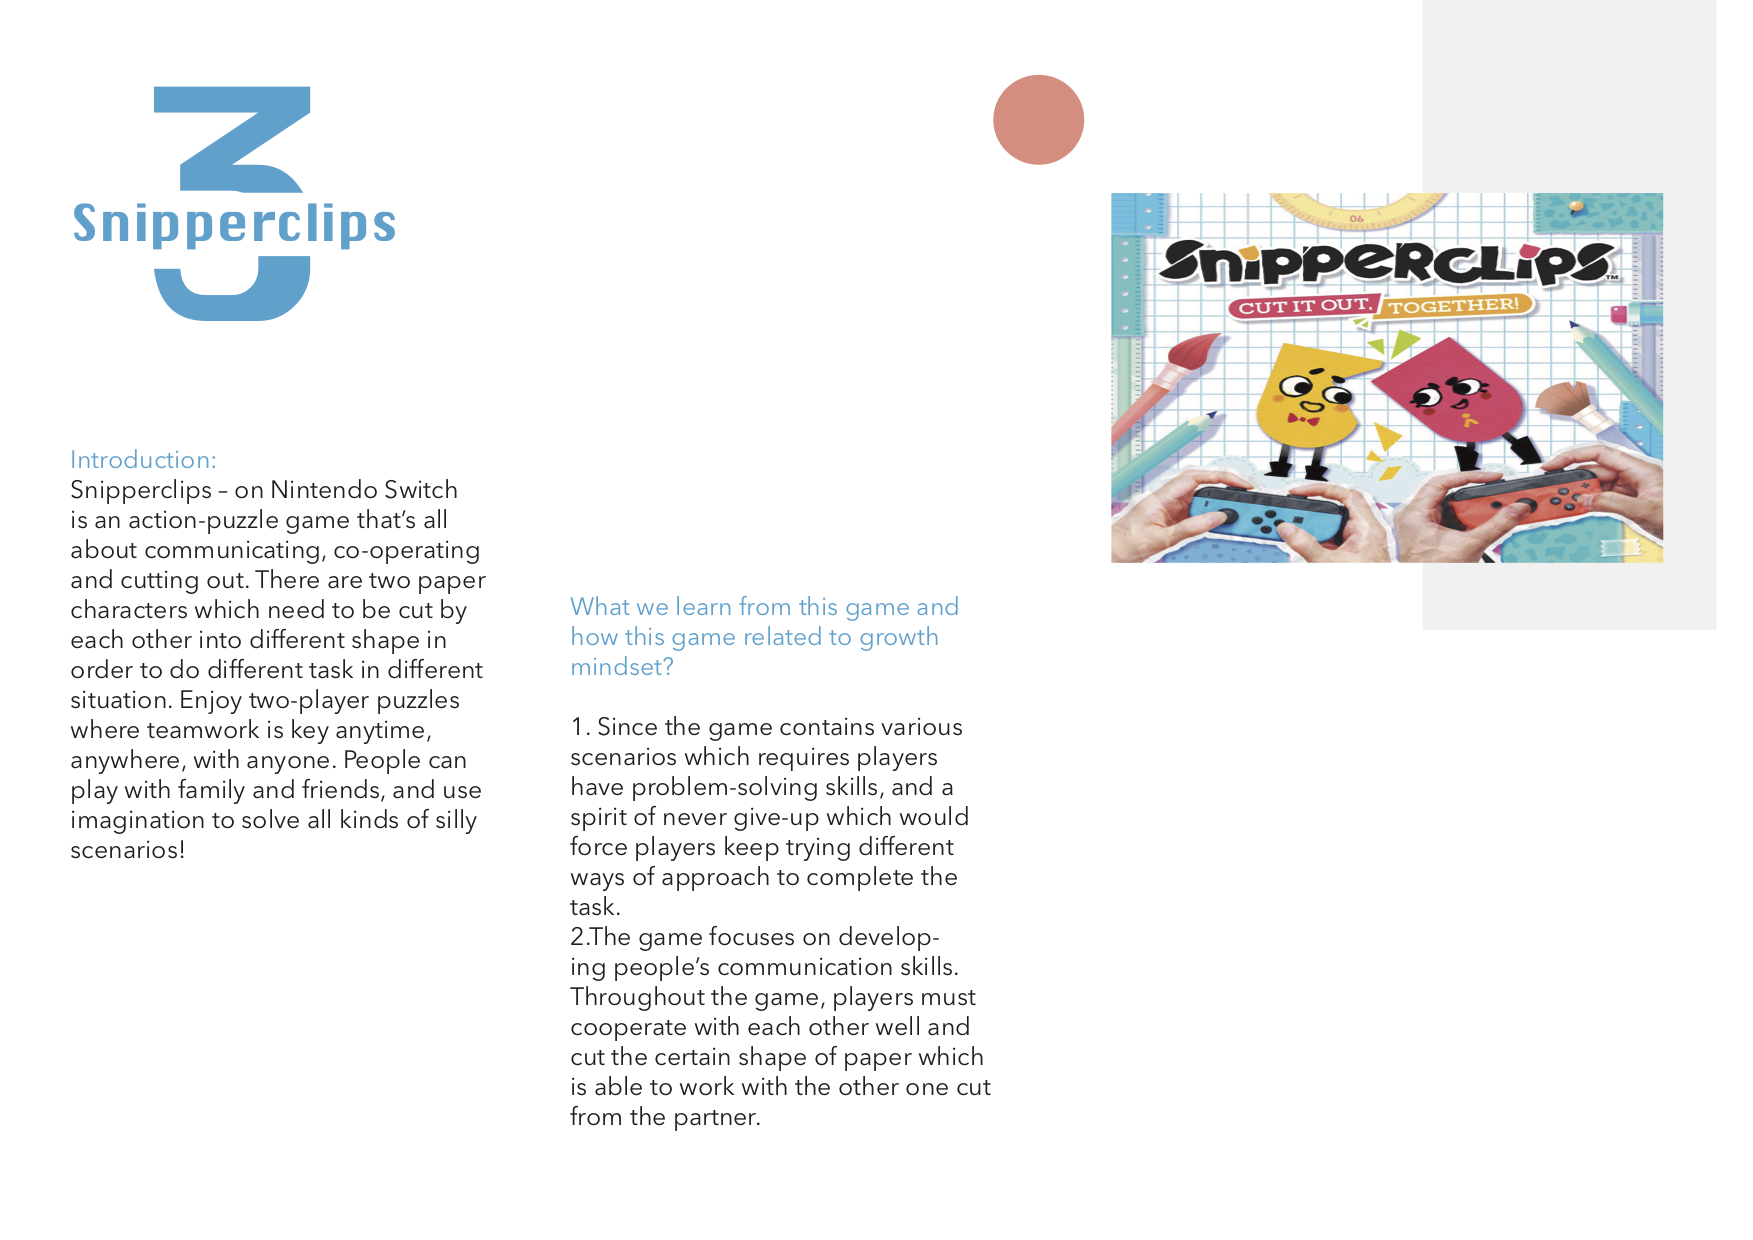 3
Snipperclips
Introduction:
Snipperclips – on Nintendo Switch
is an action-puzzle game that’s all
about communicating, co-operating
and cutting out. There are two paper
characters which need to be cut by
each other into different shape in
order to do different task in different
situation. Enjoy two-player puzzles
where teamwork is key anytime,
anywhere, with anyone. People can
play with family and friends, and use
imagination to solve all kinds of silly
scenarios!
What we learn from this game and
how this game related to growth
mindset?
1. Since the game contains various
scenarios which requires players
have problem-solving skills, and a
spirit of never give-up which would
force players keep trying different
ways of approach to complete the
task.
2.The game focuses on develop-
ing people’s communication skills.
Throughout the game, players must
cooperate with each other well and
cut the certain shape of paper which
is able to work with the other one cut
from the partner.
06
SNIPPERCLIPS™
CUT IT OUT, TOGETHER!